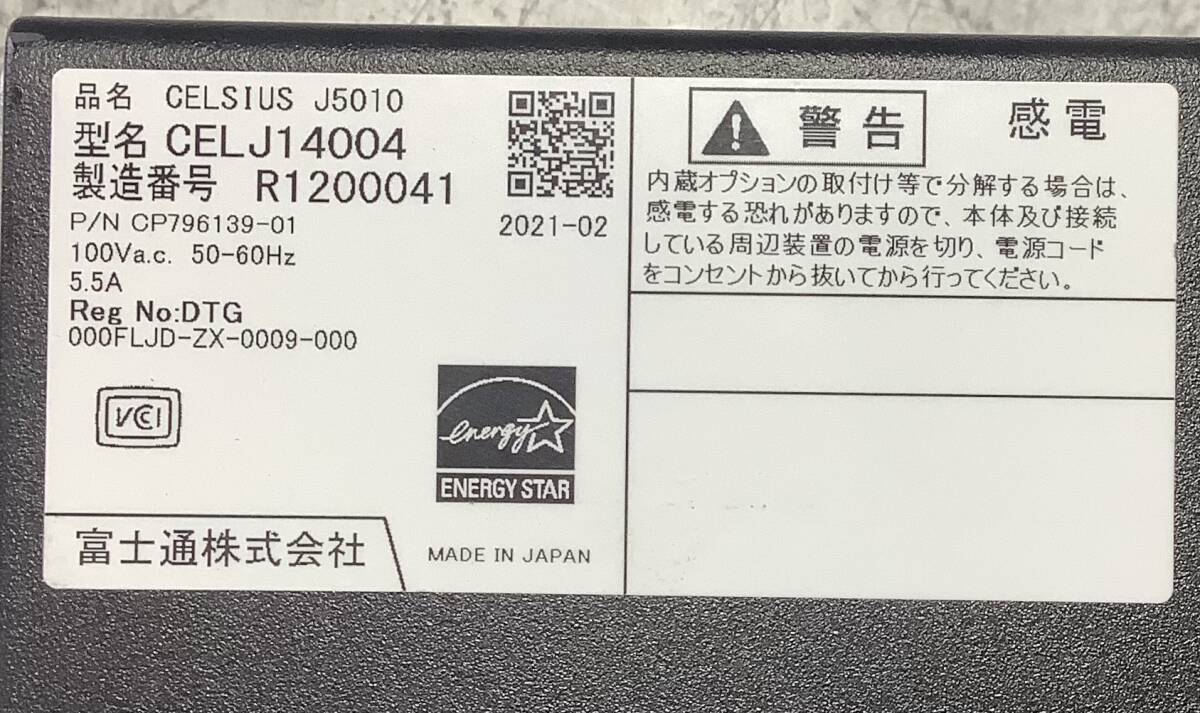 品名 CELSIUS J5010
型名 CELJ14004
製造番号 R1200041
P/N CP796139-01
2021-02
100Va.c. 50-60Hz
5.5A
Reg No:DTG
000FLJD-ZX-0009-000
VCCI
energy
ENERGY STAR
富士通株式会社
MADE IN JAPAN
警告 感電
内蔵オプションの取付け等で分解する場合は、
感電する恐れがありますので、本体及び接続
している周辺装置の電源を切り、電源コード
をコンセントから抜いてから行ってください。